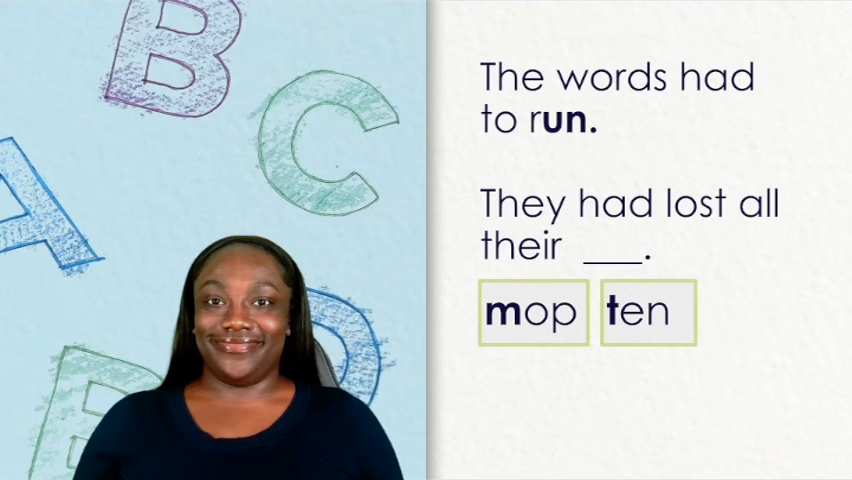 B
C
A
D
E
The words had
to run.
They had lost all
their ___.
mop ten